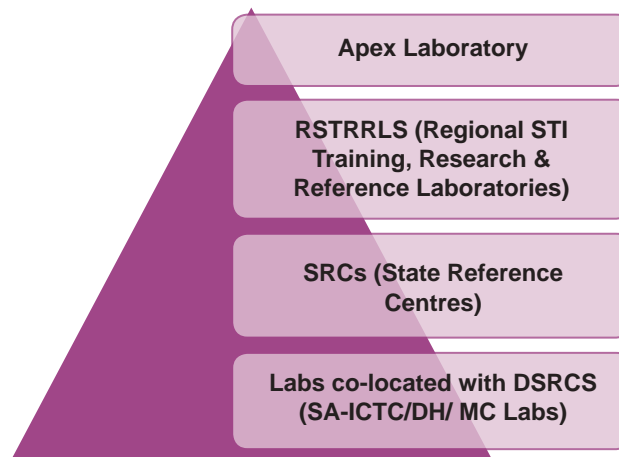 Apex Laboratory
RSTRRLS (Regional STI
Training, Research &
Reference Laboratories)
SRCs (State Reference
Centres)
Labs co-located with DSRCS
(SA-ICTC/DH/ MC Labs)